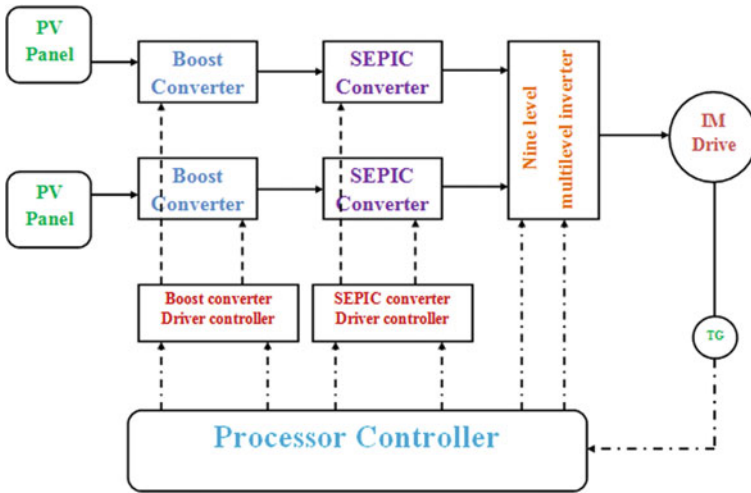 PV
Panel
Boost
Converter
SEPIC
Converter
Nine level
multilevel inverter
IM
Drive
PV
Panel
Boost
Converter
SEPIC
Converter
Boost converter
Driver controller
SEPIC converter
Driver controller
TG
Processor Controller